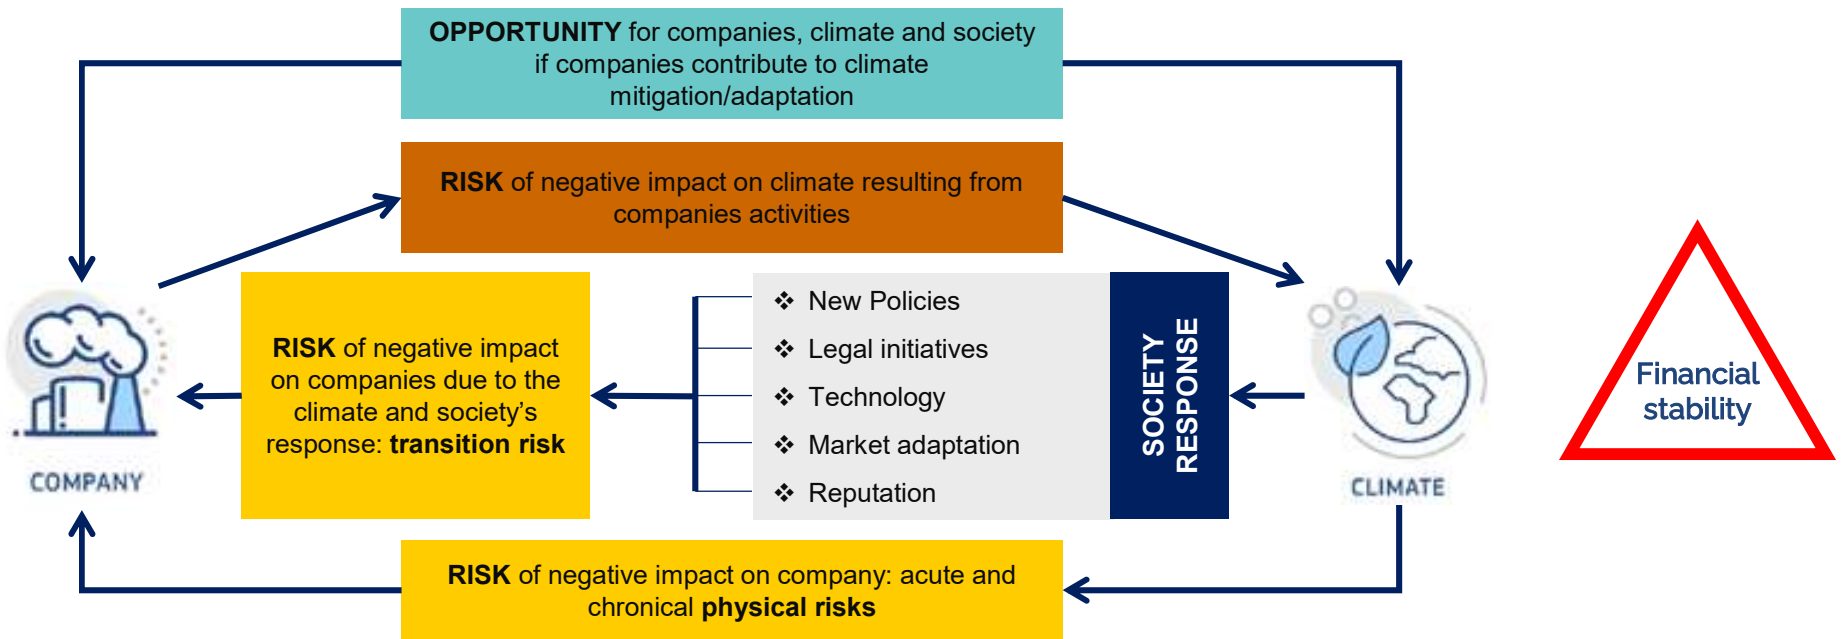 OPPORTUNITY for companies, climate and society
if companies contribute to climate
mitigation/adaptation
RISK of negative impact on climate resulting from
companies activities
RISK of negative impact
on companies due to the
climate and society's
response: transition risk
❖ New Policies
❖ Legal initiatives
❖ Technology
❖ Market adaptation
❖ Reputation
SOCIETY
RESPONSE
COMPANY
CLIMATE
RISK of negative impact on company: acute and
chronical physical risks
Financial
stability